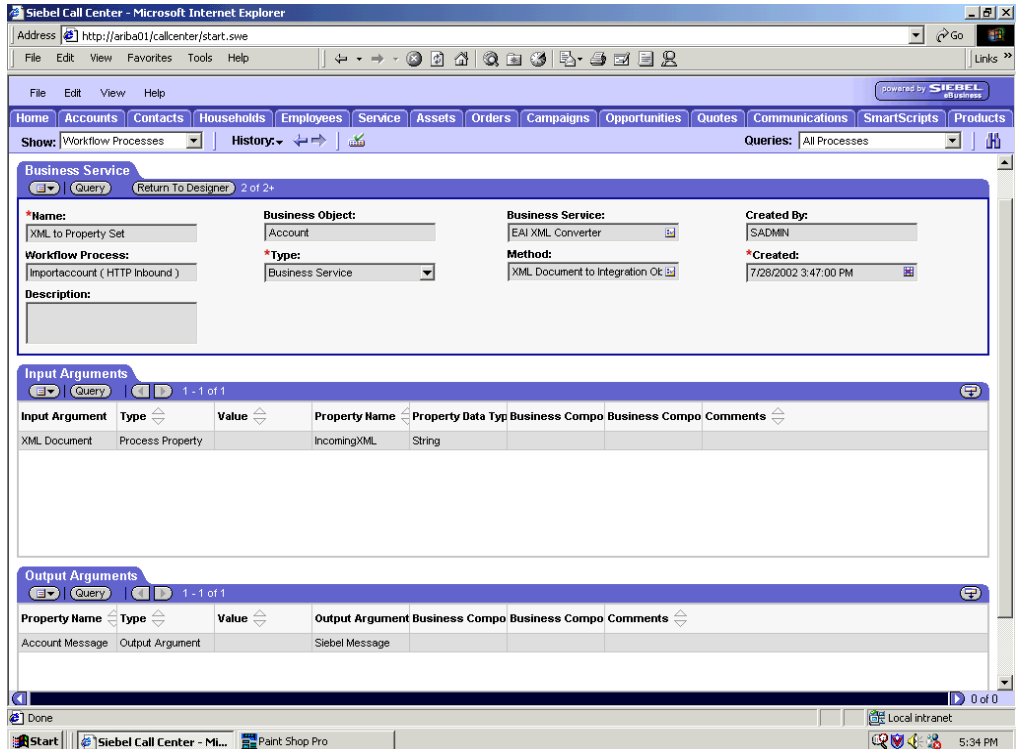 Siebel Call Center - Microsoft Internet Explorer
Address http://ariba01/callcenter/start.swe Go
File Edit View Favorites Tools Help Links »
File Edit View Help powered by SIEBEL eBusiness
Home Accounts Contacts Households Employees Service Assets Orders Campaigns Opportunities Quotes Communications SmartScripts Products
Show: Workflow Processes History: Queries: All Processes
Business Service
Query Return To Designer 2 of 2+
*Name: Business Object: Business Service: Created By:
XML to Property Set Account EAI XML Converter SADMIN
Workflow Process: *Type: Method: *Created:
Importaccount ( HTTP Inbound ) Business Service XML Document to Integration Ok 7/28/2002 3:47:00 PM
Description:
Input Arguments
Query 1 - 1 of 1
Input Argument Type Value Property Name Property Data Typ Business Compo Business Compo Comments
XML Document Process Property IncomingXML String
Output Arguments
Query 1 - 1 of 1
Property Name Type Value Output Argument Business Compo Business Compo Comments
Account Message Output Argument Siebel Message
0 of 0
Done Local intranet
Start Siebel Call Center - Mi... Paint Shop Pro 5:34 PM